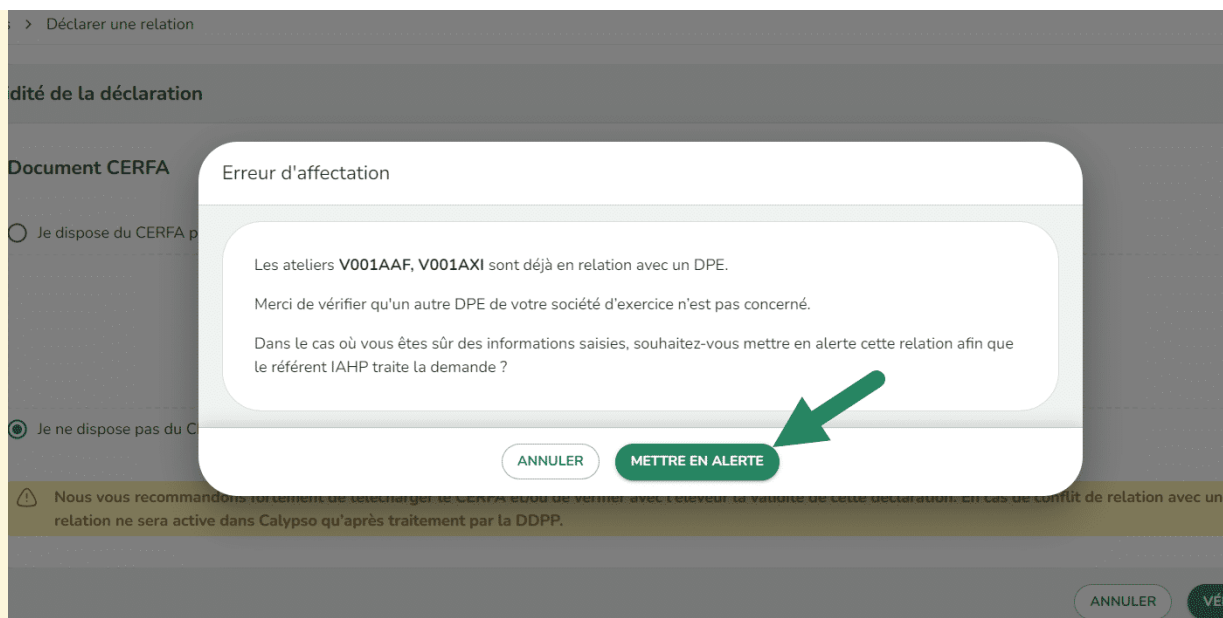 > Déclarer une relation
dité de la déclaration
Document CERFA
Erreur d'affectation
Je dispose du CERFA p
Les ateliers V001AAF, V001AXI sont déjà en relation avec un DPE.
Merci de vérifier qu'un autre DPE de votre société d'exercice n'est pas concerné.
Dans le cas où vous êtes sûr des informations saisies, souhaitez-vous mettre en alerte cette relation afin que
le référent IAHP traite la demande ?
Je ne dispose pas du C
ANNULER
METTRE EN ALERTE
Nous vous recommandons fortement de télécharger le CERFA et/ou de vérifier avec l'éleveur la validité de cette déclaration. En cas de conflit de relation avec un
relation ne sera active dans Calypso qu'après traitement par la DDPP.
ANNULER
VÉ